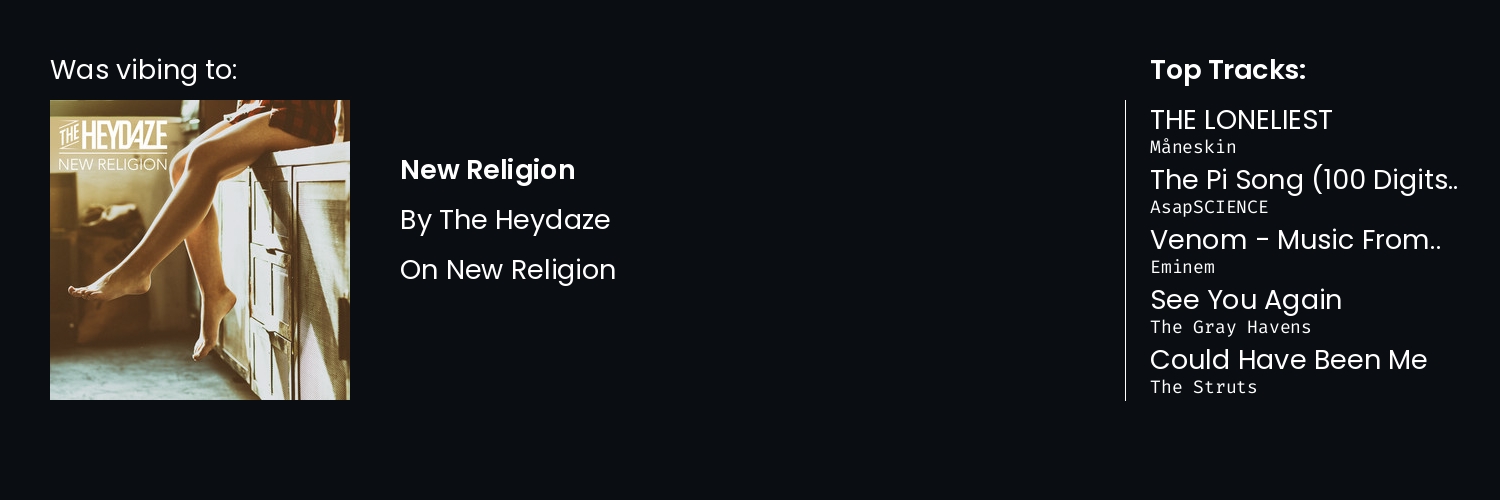 Was vibing to:
THE HEYDAZE
NEW RELIGION
New Religion
By The Heydaze
On New Religion
Top Tracks:
THE LONELIEST
Måneskin
The Pi Song (100 Digits..
AsapSCIENCE
Venom - Music From..
Eminem
See You Again
The Gray Havens
Could Have Been Me
The Struts